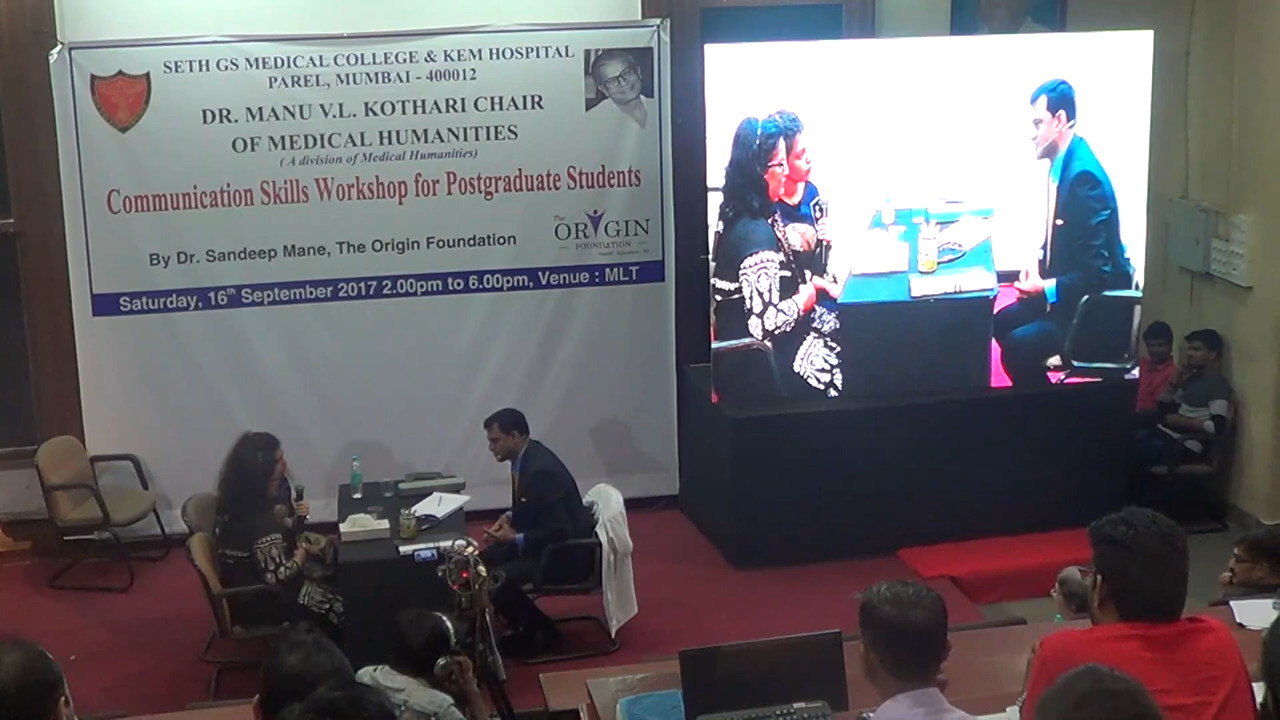 SETH GS MEDICAL COLLEGE & KEM HOSPITAL
PAREL, MUMBAI - 400012
DR. MANU V.L. KOTHARI CHAIR
OF MEDICAL HUMANITIES
( A division of Medical Humanities)
Communication Skills Workshop for Postgraduate Students
The
ORIGIN
FOUNDATION
By Dr. Sandeep Mane, The Origin Foundation
Saturday, 16th September 2017 2.00pm to 6.00pm, Venue : MLT